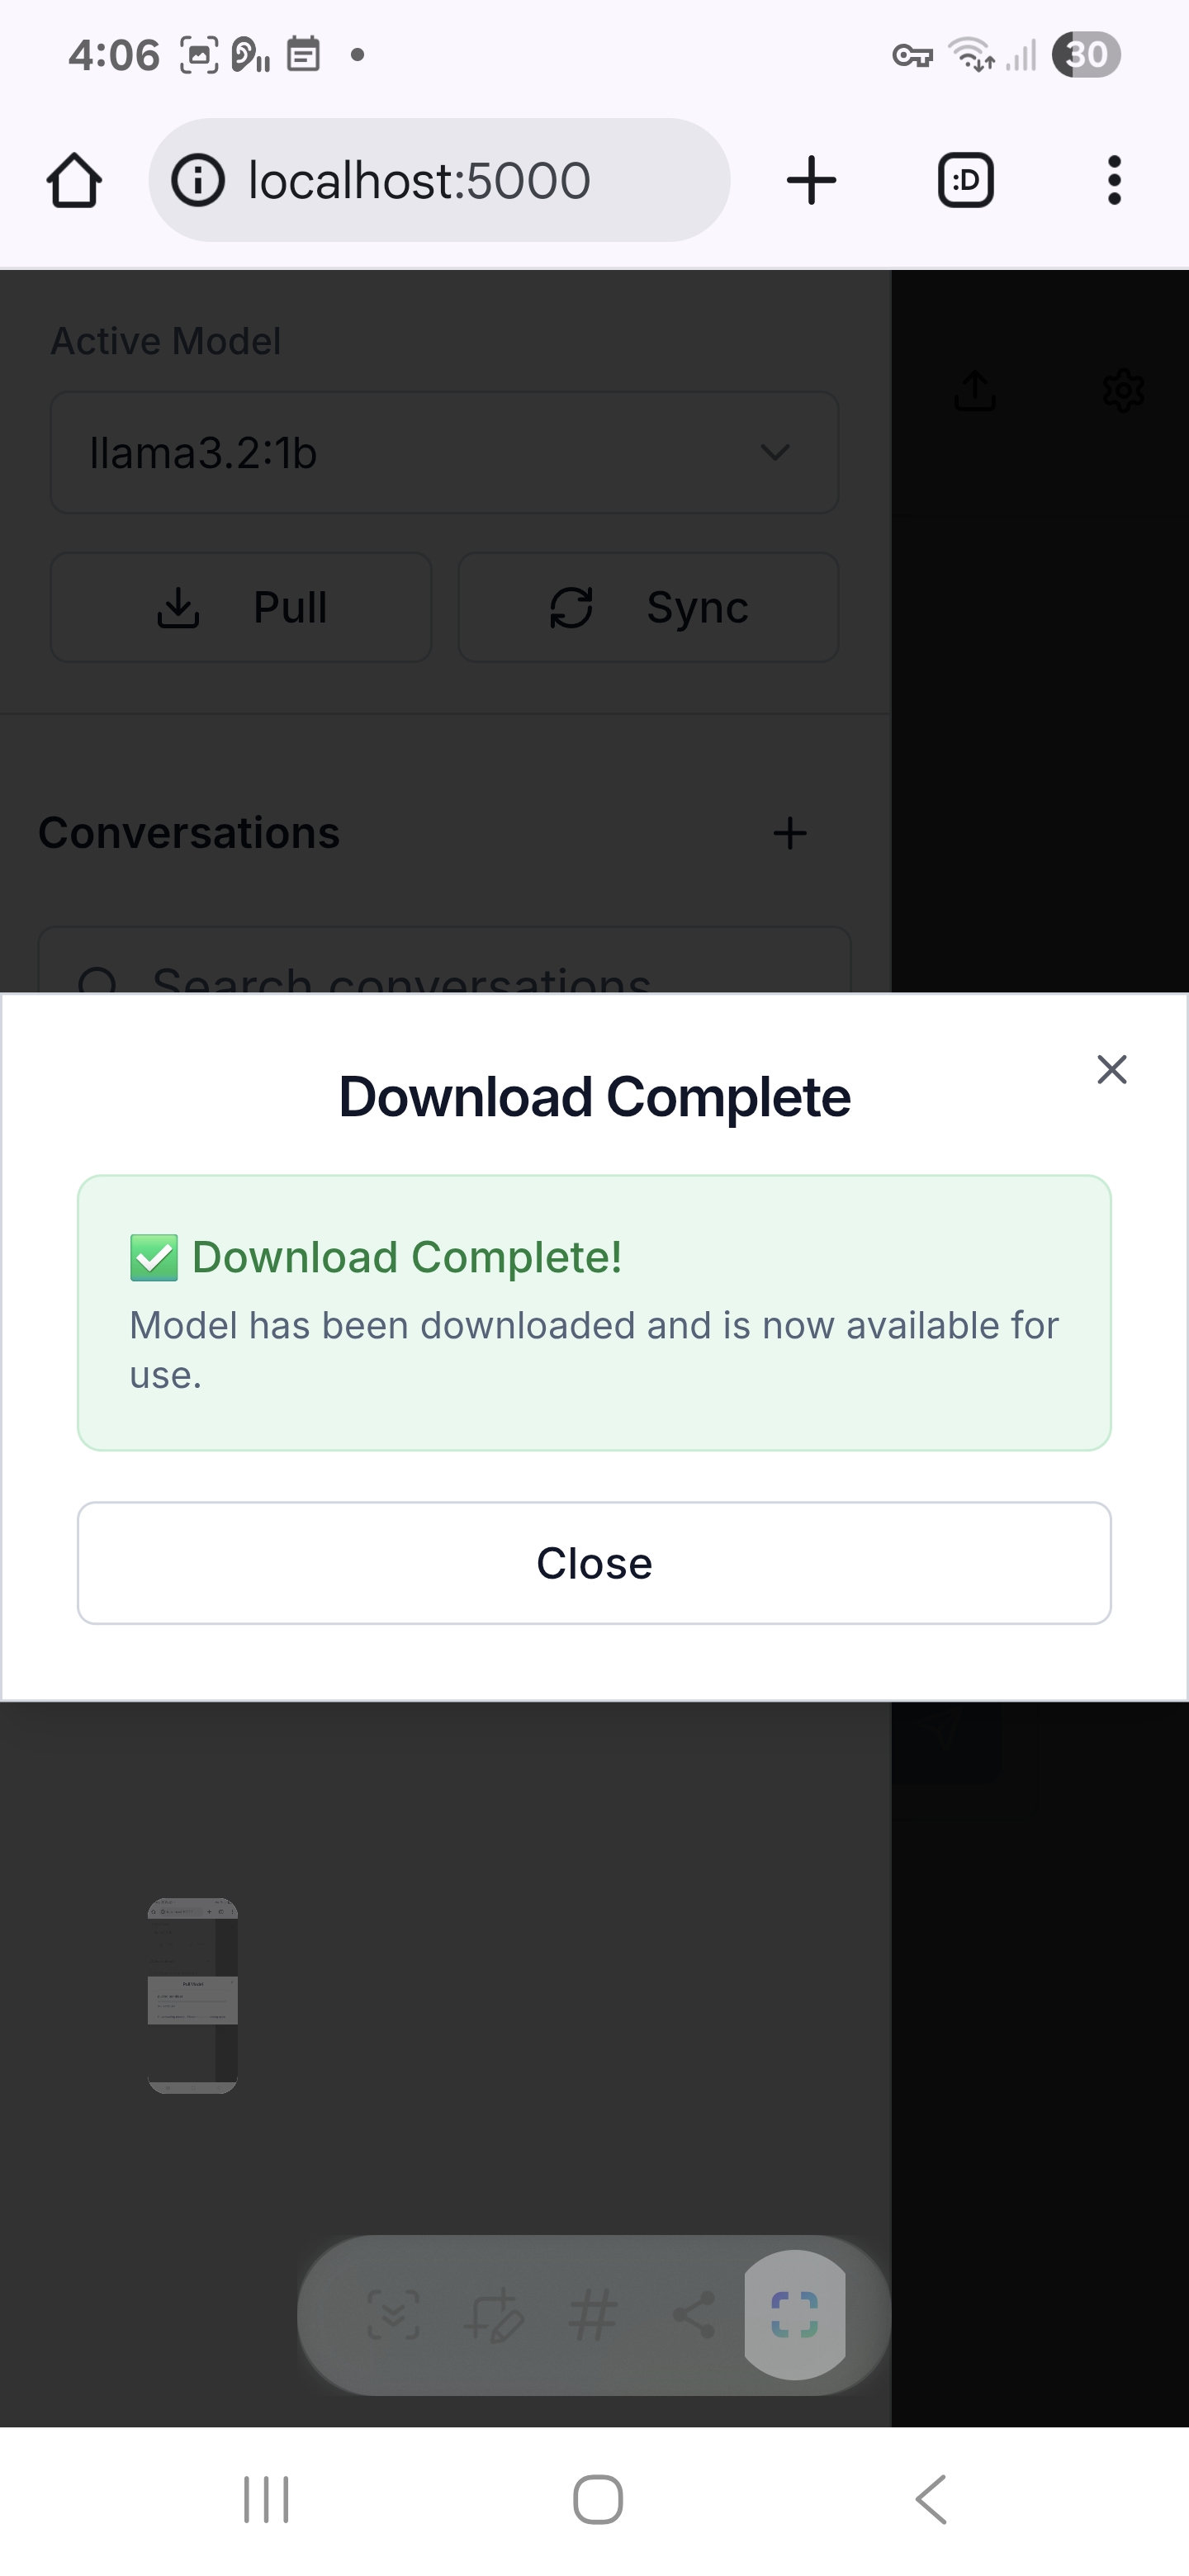 4:06
30
localhost:5000
:D
Active Model
llama3.2:1b
Pull
Sync
Conversations
Search conversations
Download Complete
✅ Download Complete!
Model has been downloaded and is now available for
use.
Close